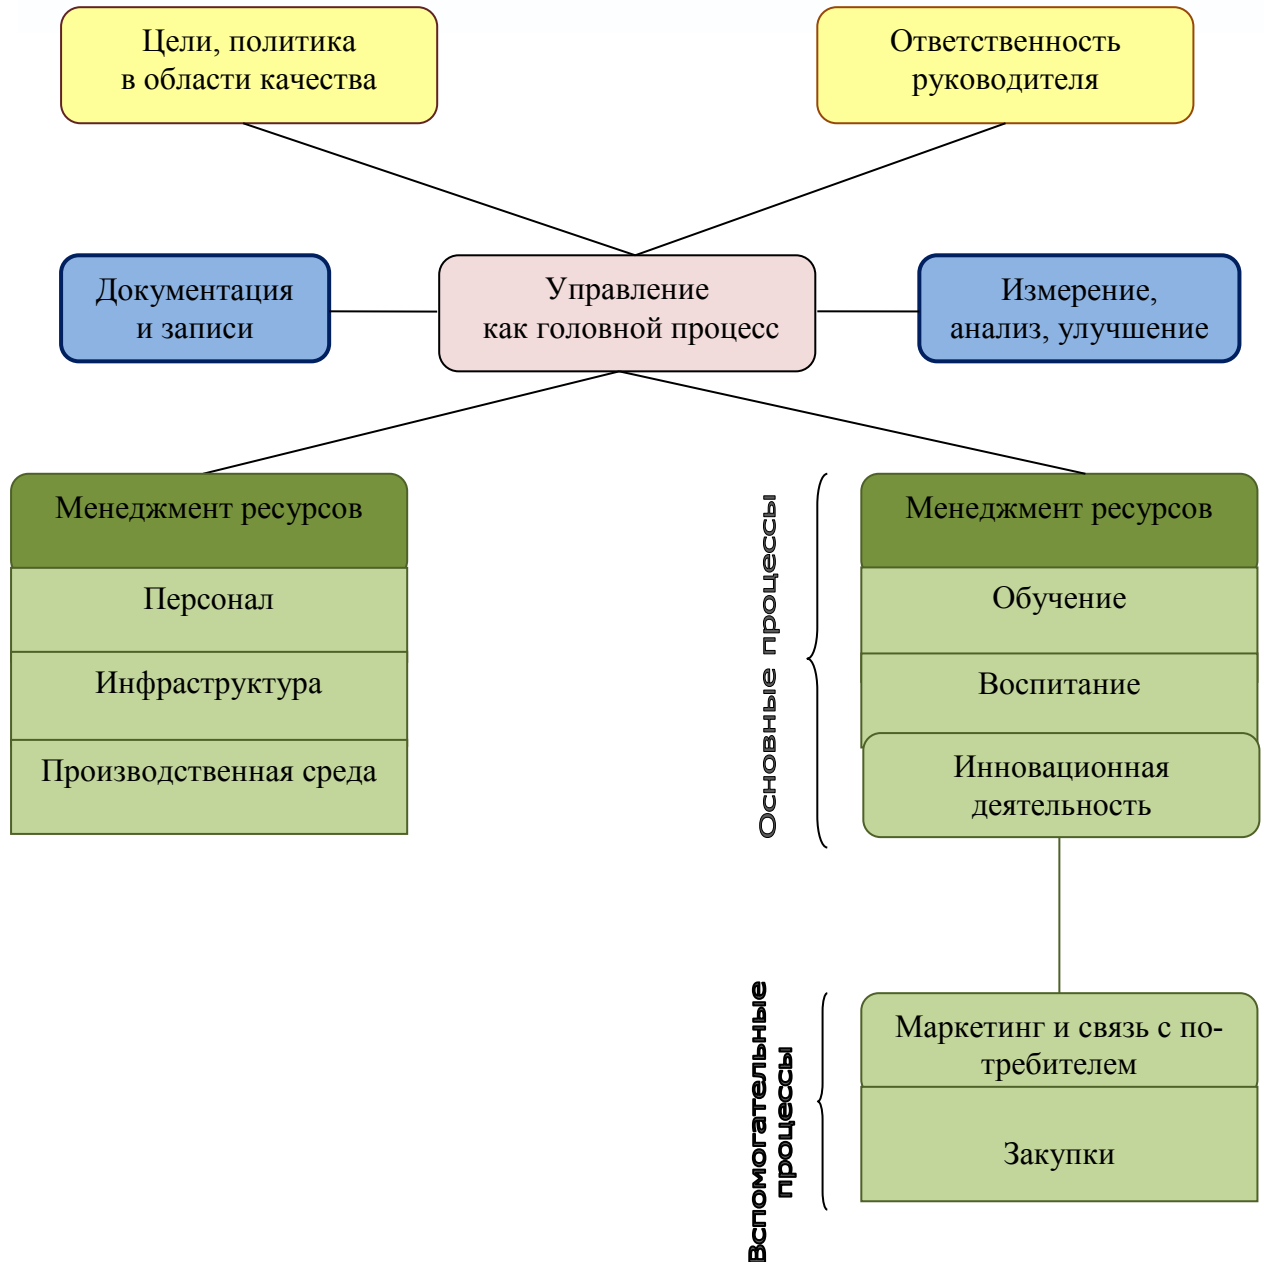 Цели, политика
в области качества
Ответственность
руководителя
Документация
и записи
Управление
как головной процесс
Измерение,
анализ, улучшение
Менеджмент ресурсов
Персонал
Инфраструктура
Производственная среда
Основные процессы
Менеджмент ресурсов
Обучение
Воспитание
Инновационная
деятельность
Вспомогательные
процессы
Маркетинг и связь с по-
требителем
Закупки